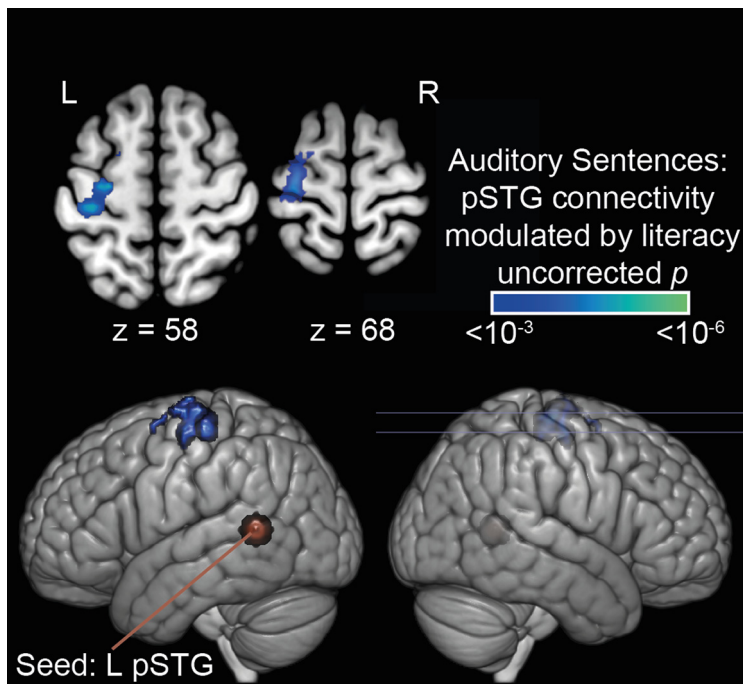 L
R
Auditory Sentences:
pSTG connectivity
modulated by literacy
uncorrected p
<10⁻³
<10⁻⁶
z = 58
z = 68
Seed: L pSTG